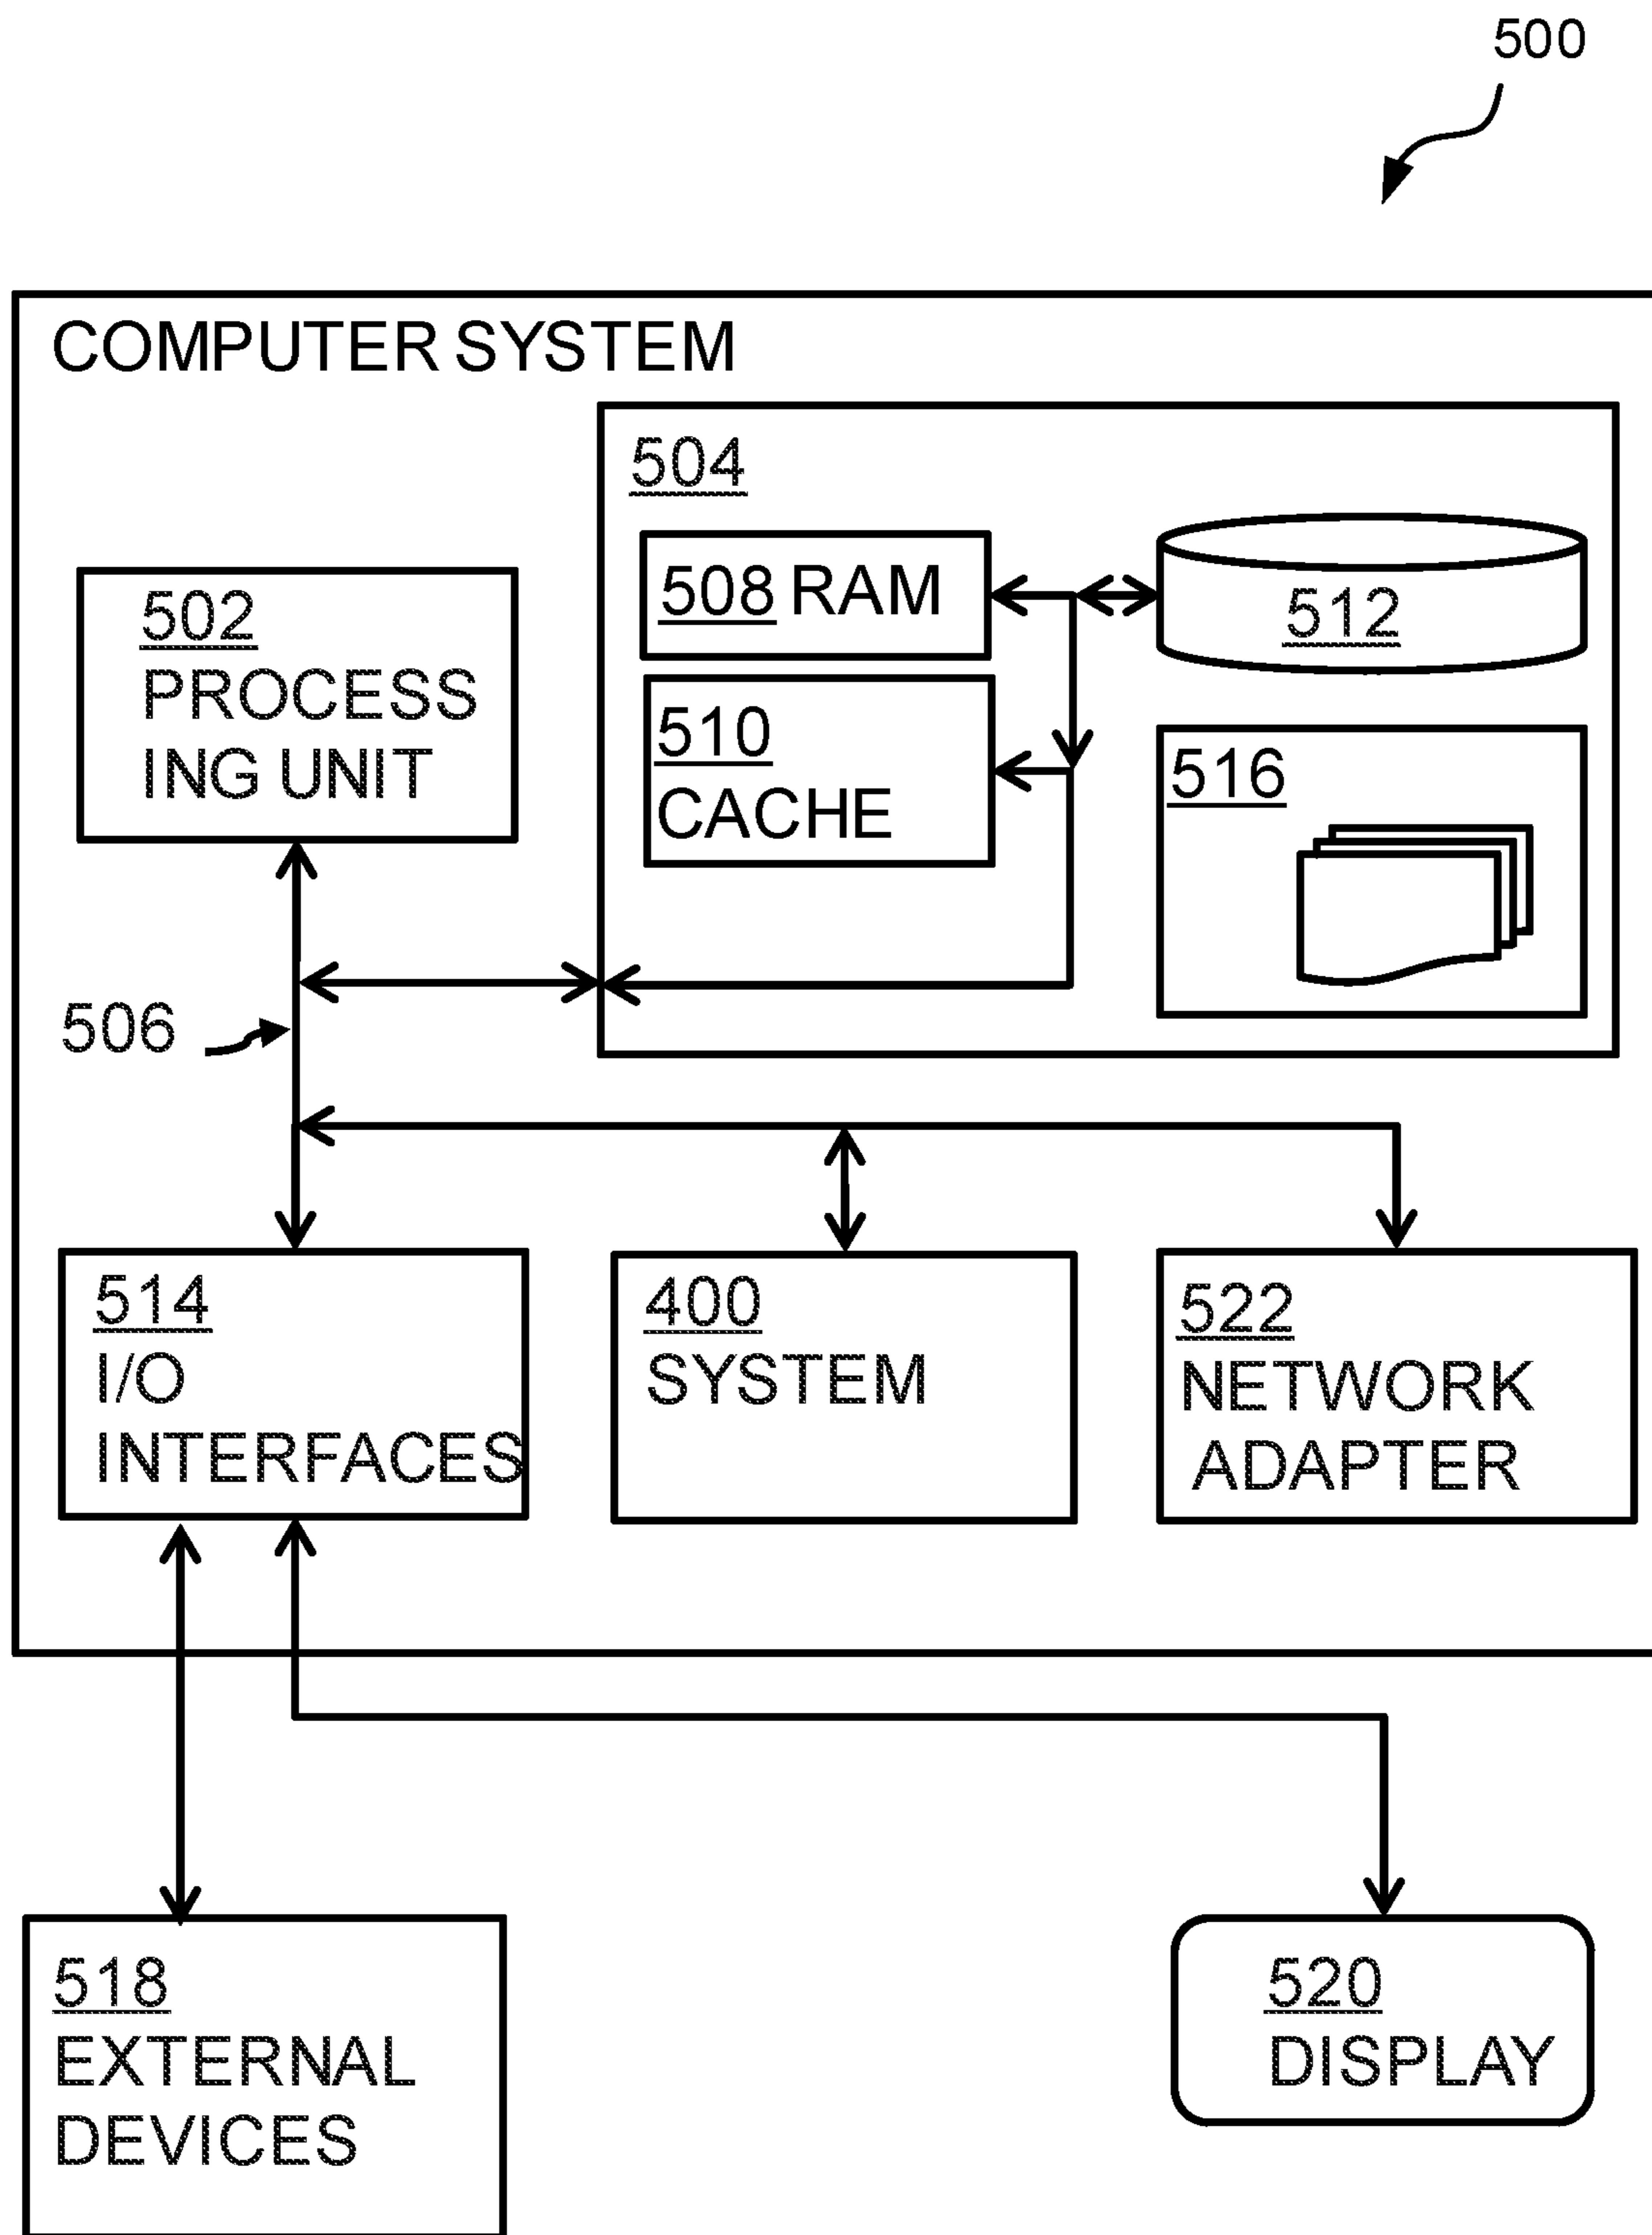 500
COMPUTER SYSTEM
504
508 RAM
512
502
PROCESS
ING UNIT
510
CACHE
516
506
514
I/O
INTERFACES
400
SYSTEM
522
NETWORK
ADAPTER
518
EXTERNAL
DEVICES
520
DISPLAY